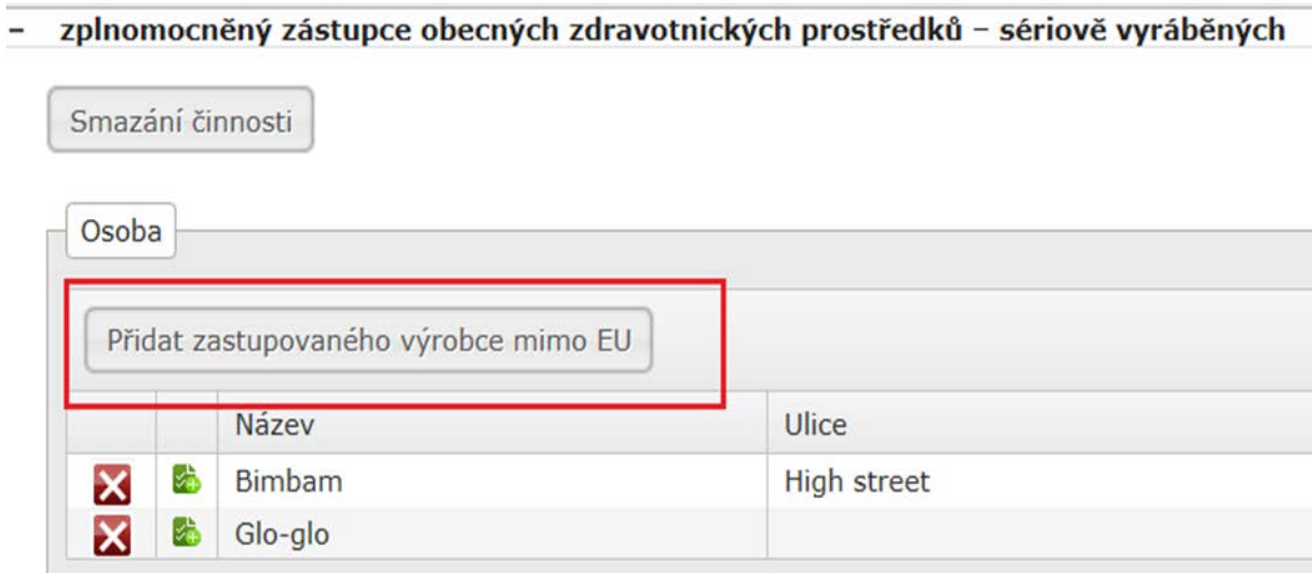 – zplnomocněný zástupce obecných zdravotnických prostředků – sériově vyráběných
Smazání činnosti
Osoba
Přidat zastupovaného výrobce mimo EU
Název Ulice
Bimbam High street
Glo-glo